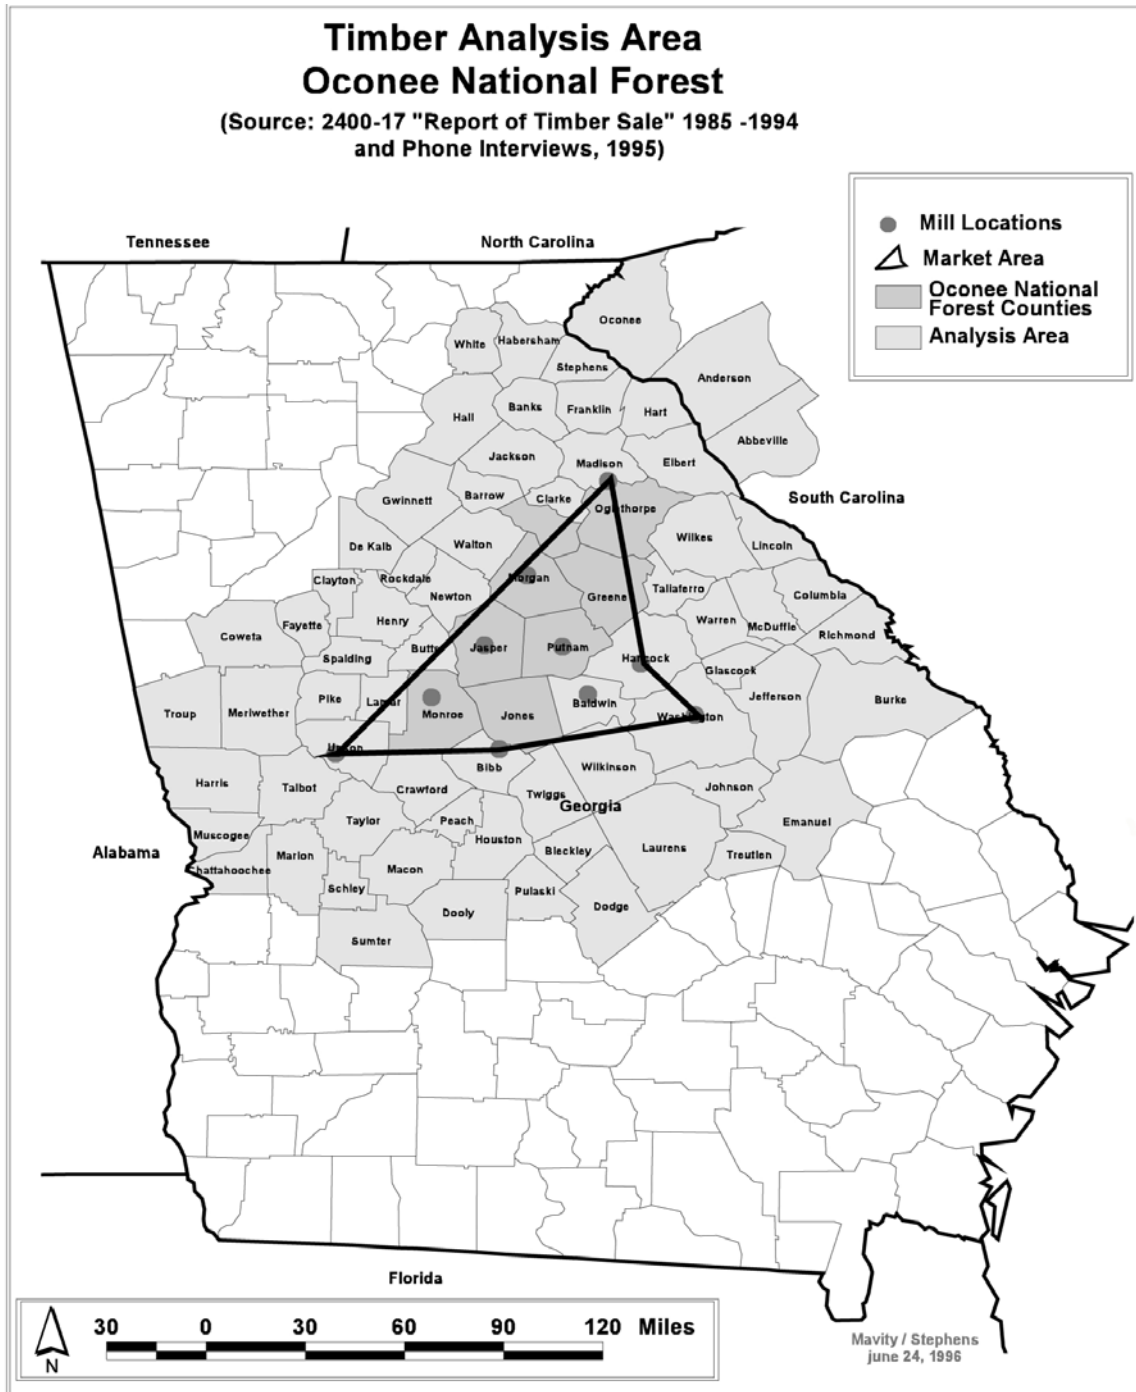 Timber Analysis Area
Oconee National Forest
(Source: 2400-17 "Report of Timber Sale" 1985 -1994
and Phone Interviews, 1995)
Mill Locations
Market Area
Oconee National
Forest Counties
Analysis Area
Tennessee
North Carolina
Oconee
White
Habersham
Stephens
Anderson
Hall
Banks
Franklin
Hart
Abbeville
Jackson
Madison
Elbert
South Carolina
Gwinnett
Barrow
Clarke
Oglethorpe
De Kalb
Walton
Wilkes
Lincoln
Clayton
Rockdale
Morgan
Newton
Greene
Taliaferro
Columbia
Coweta
Fayette
Henry
Warren
McDuffie
Richmond
Spalding
Butts
Jasper
Putnam
Hancock
Glascock
Troup
Meriwether
Pike
Lamar
Monroe
Jones
Baldwin
Washington
Jefferson
Burke
Upson
Bibb
Wilkinson
Harris
Talbot
Crawford
Twiggs
Georgia
Johnson
Muscogee
Taylor
Peach
Houston
Emanuel
Alabama
Marion
Bleckley
Laurens
Treutlen
Chattahoochee
Macon
Schley
Pulaski
Dooly
Dodge
Sumter
Florida
30 0 30 60 90 120 Miles
N
Mavity / Stephens
june 24, 1996